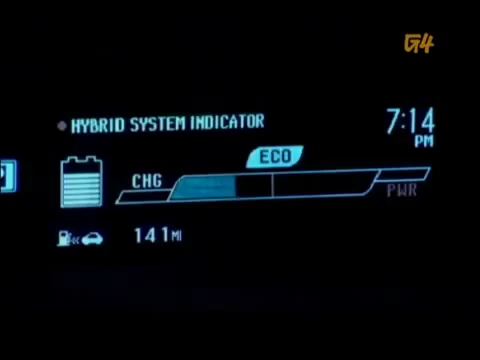 G4
HYBRID SYSTEM INDICATOR
7:14
PM
ECO
CHG
PWR
141 MI